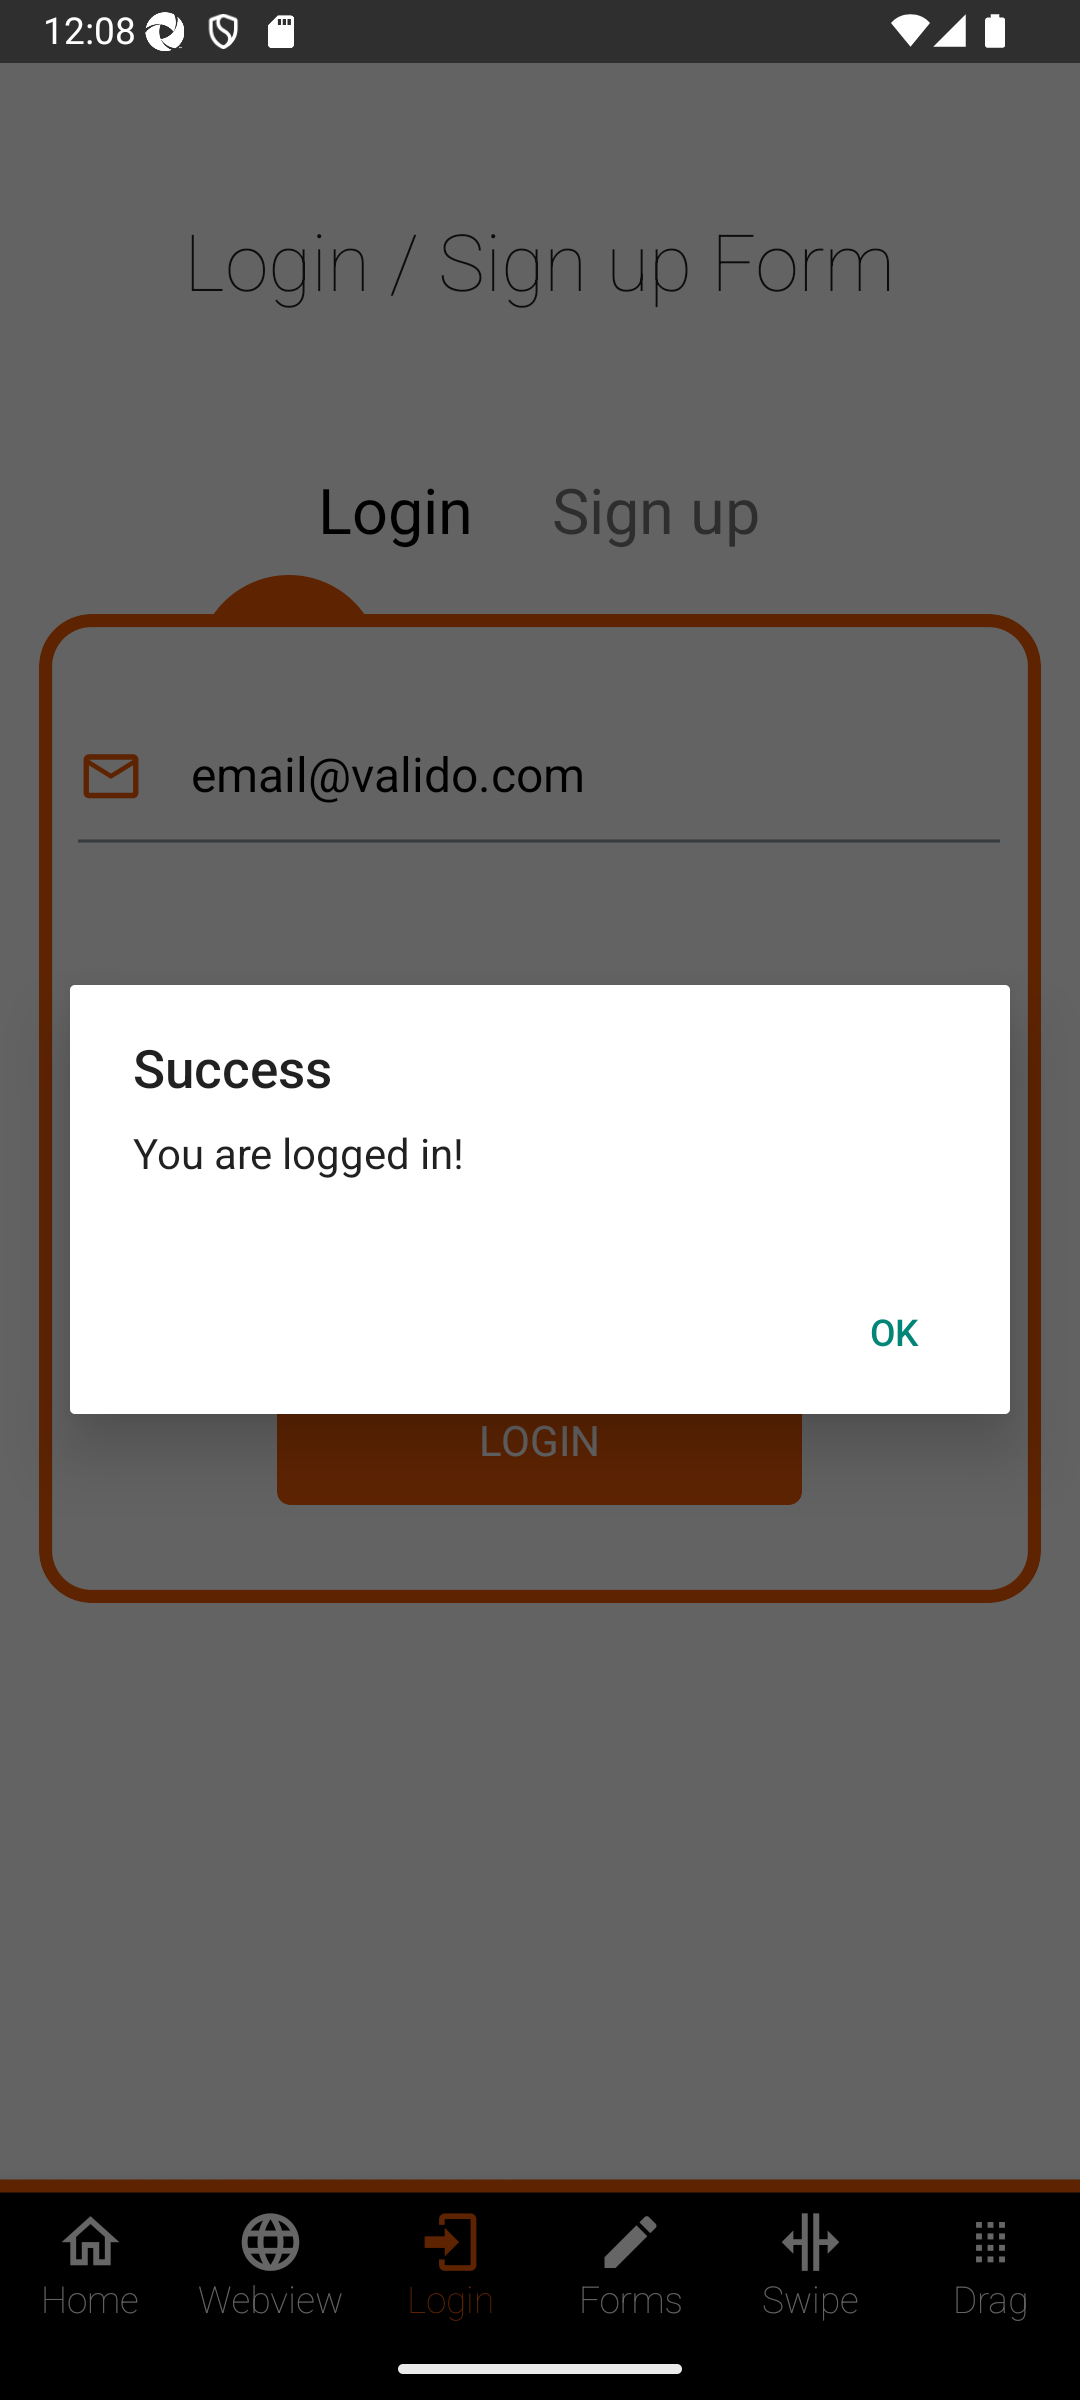 12:08
Login / Sign up Form
Login Sign up
email@valido.com
Success
You are logged in!
OK
LOGIN
Home Webview Login Forms Swipe Drag